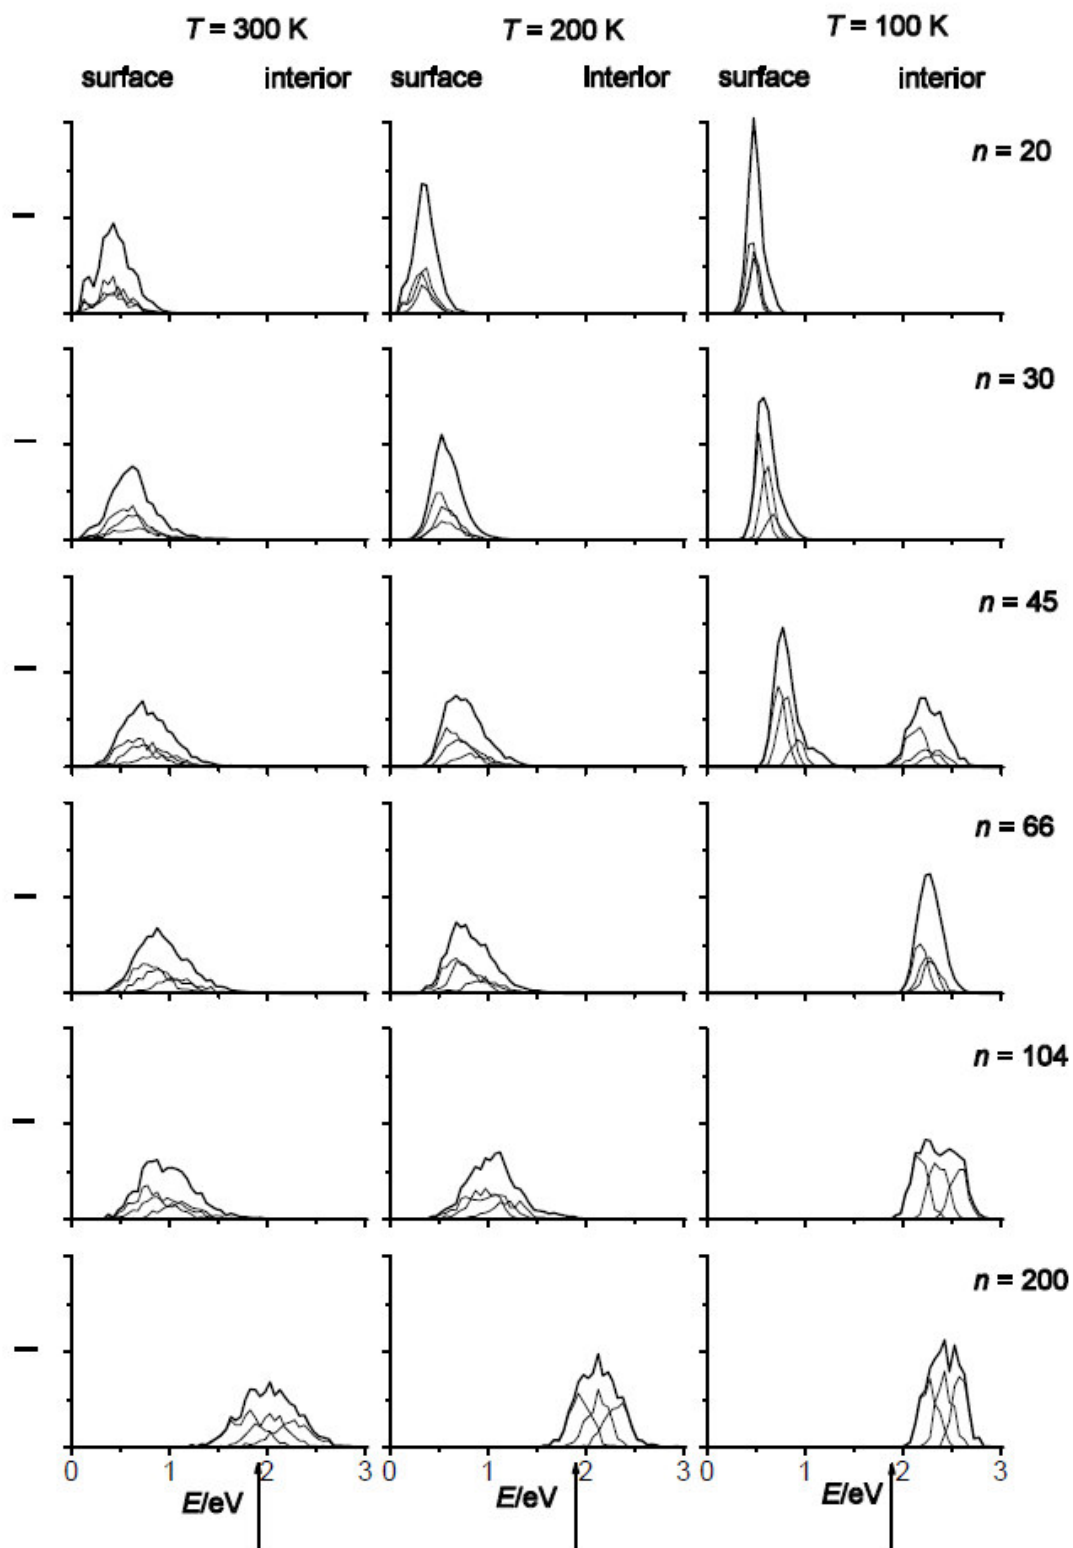 T = 300 K T = 200 K T = 100 K
surface interior surface Interior surface interior
n = 20
n = 30
n = 45
n = 66
n = 104
n = 200
0 1 2 3 0 1 2 3 0 1 2 3
E/eV E/eV E/eV